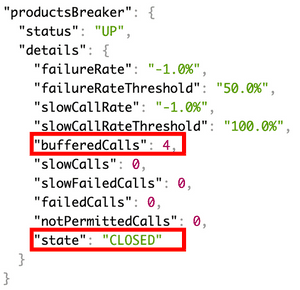 "productsBreaker": {
"status": "UP",
"details": {
"failureRate": "-1.0%",
"failureRateThreshold": "50.0%",
"slowCallRate": "-1.0%",
"slowCallRateThreshold": "100.0%",
"bufferedCalls": 4,
"slowCalls": 0,
"slowFailedCalls": 0,
"failedCalls": 0,
"notPermittedCalls": 0,
"state": "CLOSED"
}
}